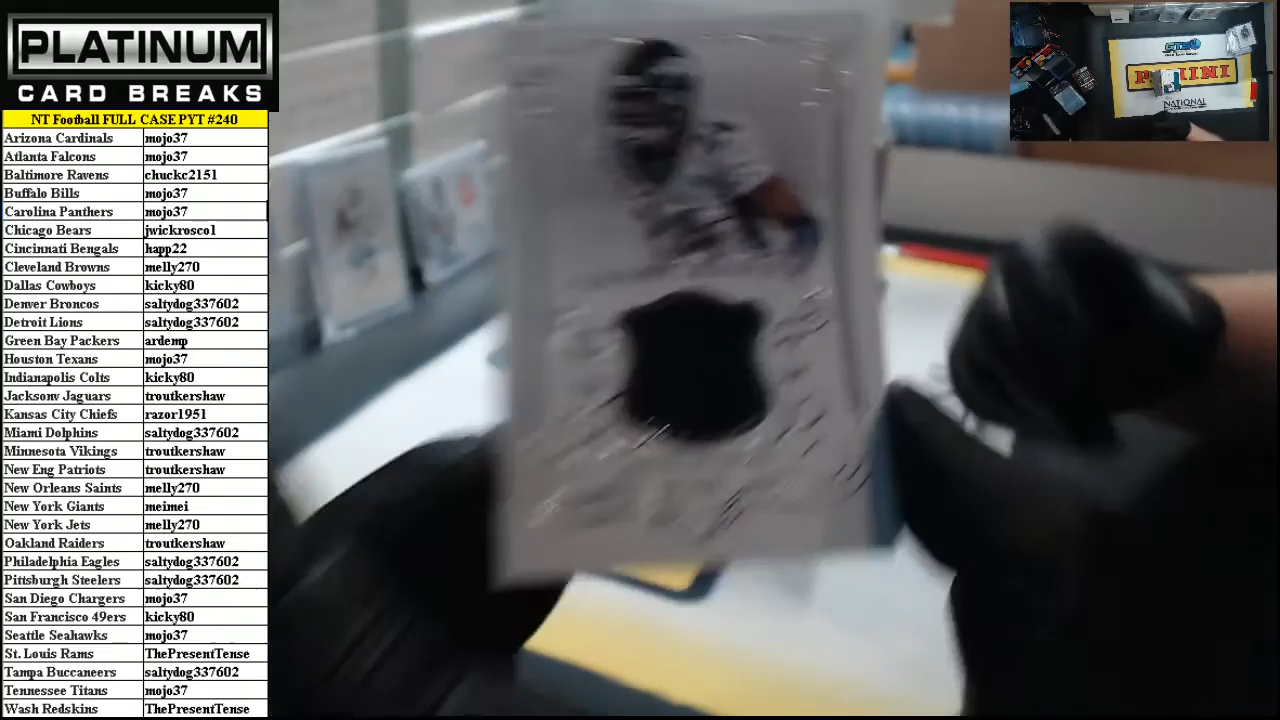 PLATINUM
CARD BREAKS
NT Football FULL CASE PYT #240
Arizona Cardinals mojo37
Atlanta Falcons mojo37
Baltimore Ravens chuckc2151
Buffalo Bills mojo37
Carolina Panthers mojo37
Chicago Bears jwickrosco1
Cincinnati Bengals happ22
Cleveland Browns melly270
Dallas Cowboys kicky80
Denver Broncos saltydog337602
Detroit Lions saltydog337602
Green Bay Packers ardemp
Houston Texans mojo37
Indianapolis Colts kicky80
Jacksonv Jaguars troutkershaw
Kansas City Chiefs razor1951
Miami Dolphins saltydog337602
Minnesota Vikings troutkershaw
New Eng Patriots troutkershaw
New Orleans Saints melly270
New York Giants meimei
New York Jets melly270
Oakland Raiders troutkershaw
Philadelphia Eagles saltydog337602
Pittsburgh Steelers saltydog337602
San Diego Chargers mojo37
San Francisco 49ers kicky80
Seattle Seahawks mojo37
St. Louis Rams ThePresentTense
Tampa Buccaneers saltydog337602
Tennessee Titans mojo37
Wash Redskins ThePresentTense
GTS
PANINI
NATIONAL